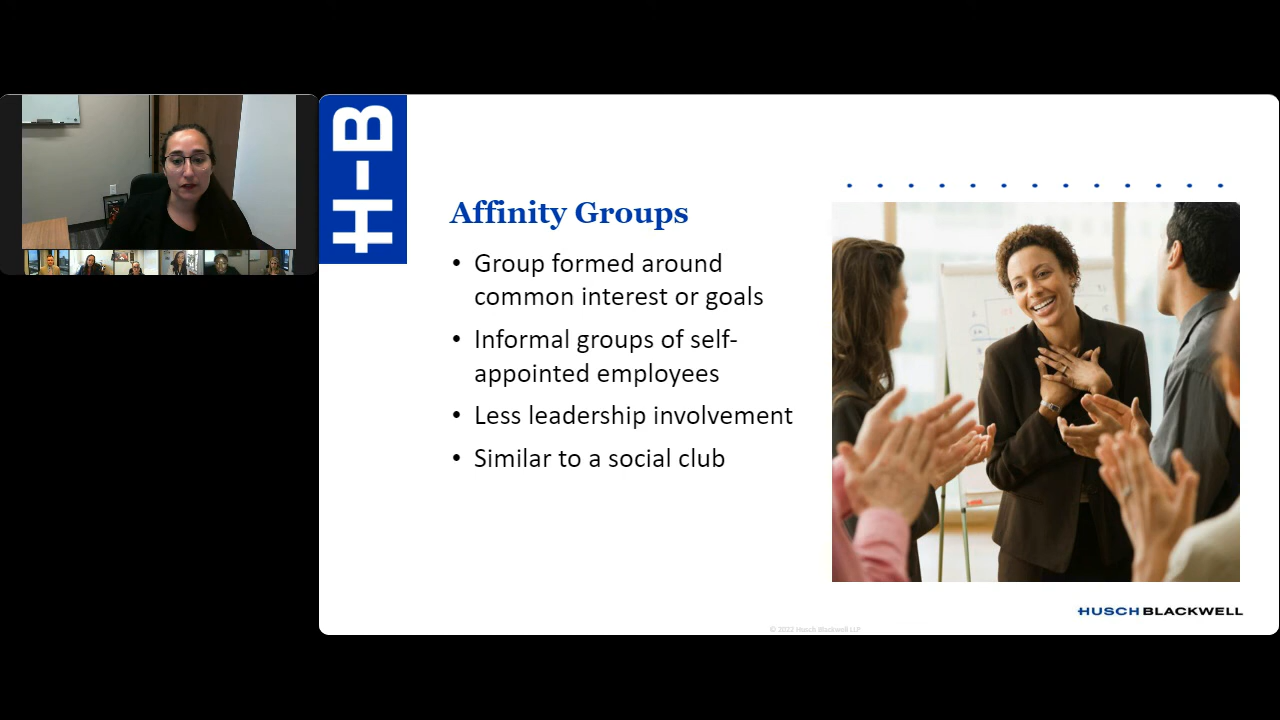 H-B
Affinity Groups
• Group formed around
common interest or goals
• Informal groups of self-
appointed employees
• Less leadership involvement
• Similar to a social club
HUSCH BLACKWELL
© 2022 Husch Blackwell LLP